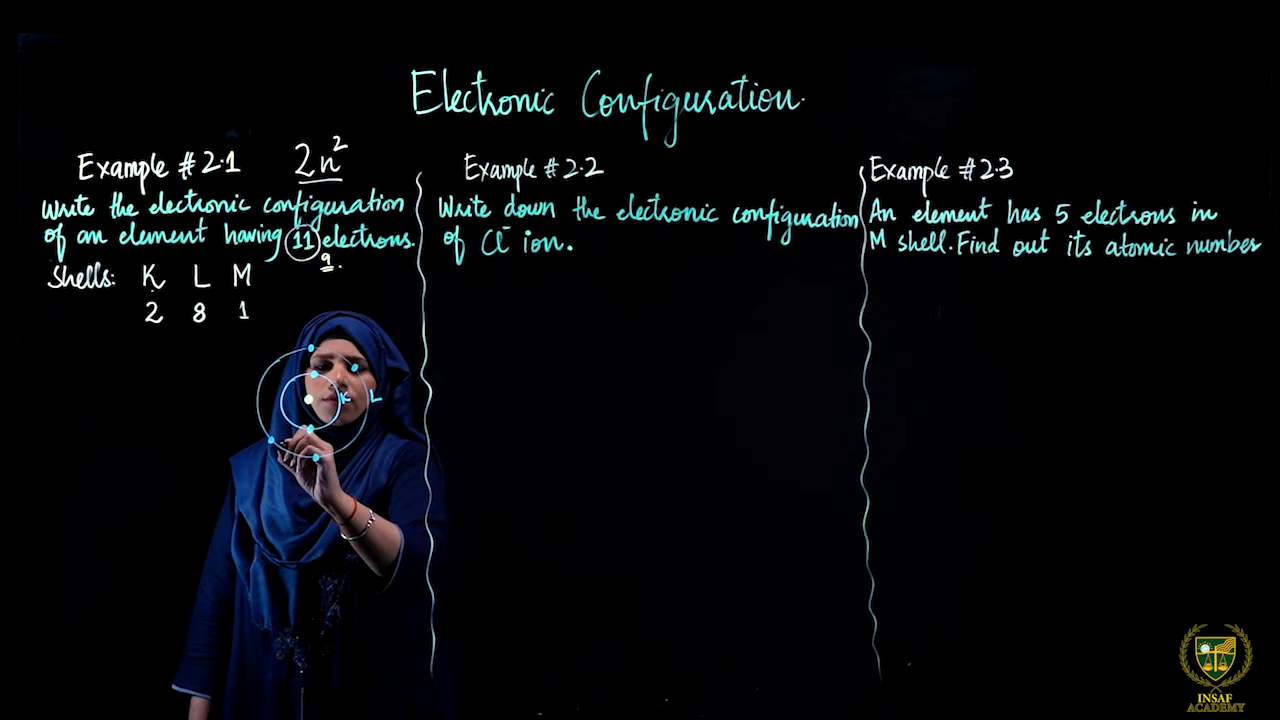 Electronic Configuration.
Example # 2.1 2n²
Write the electronic configuration
of an element having 11 electrons.
9.
Shells: K L M
2 8 1
K L
Example # 2.2
Write down the electronic configuration
of Cl⁻ ion.
Example # 2.3
An element has 5 electrons in
M shell. Find out its atomic number
INSAF
ACADEMY